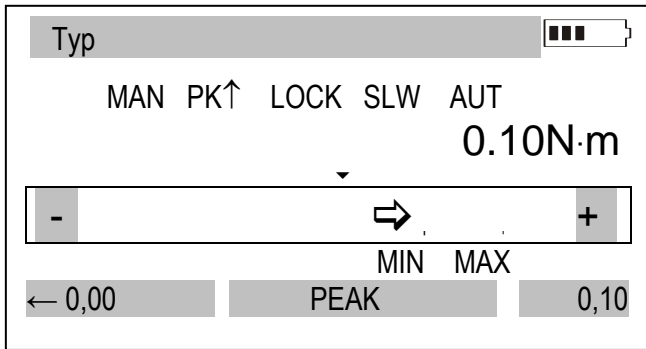 Typ
MAN PK↑ LOCK SLW AUT
0.10N·m
- +
MIN MAX
← 0,00 PEAK 0,10